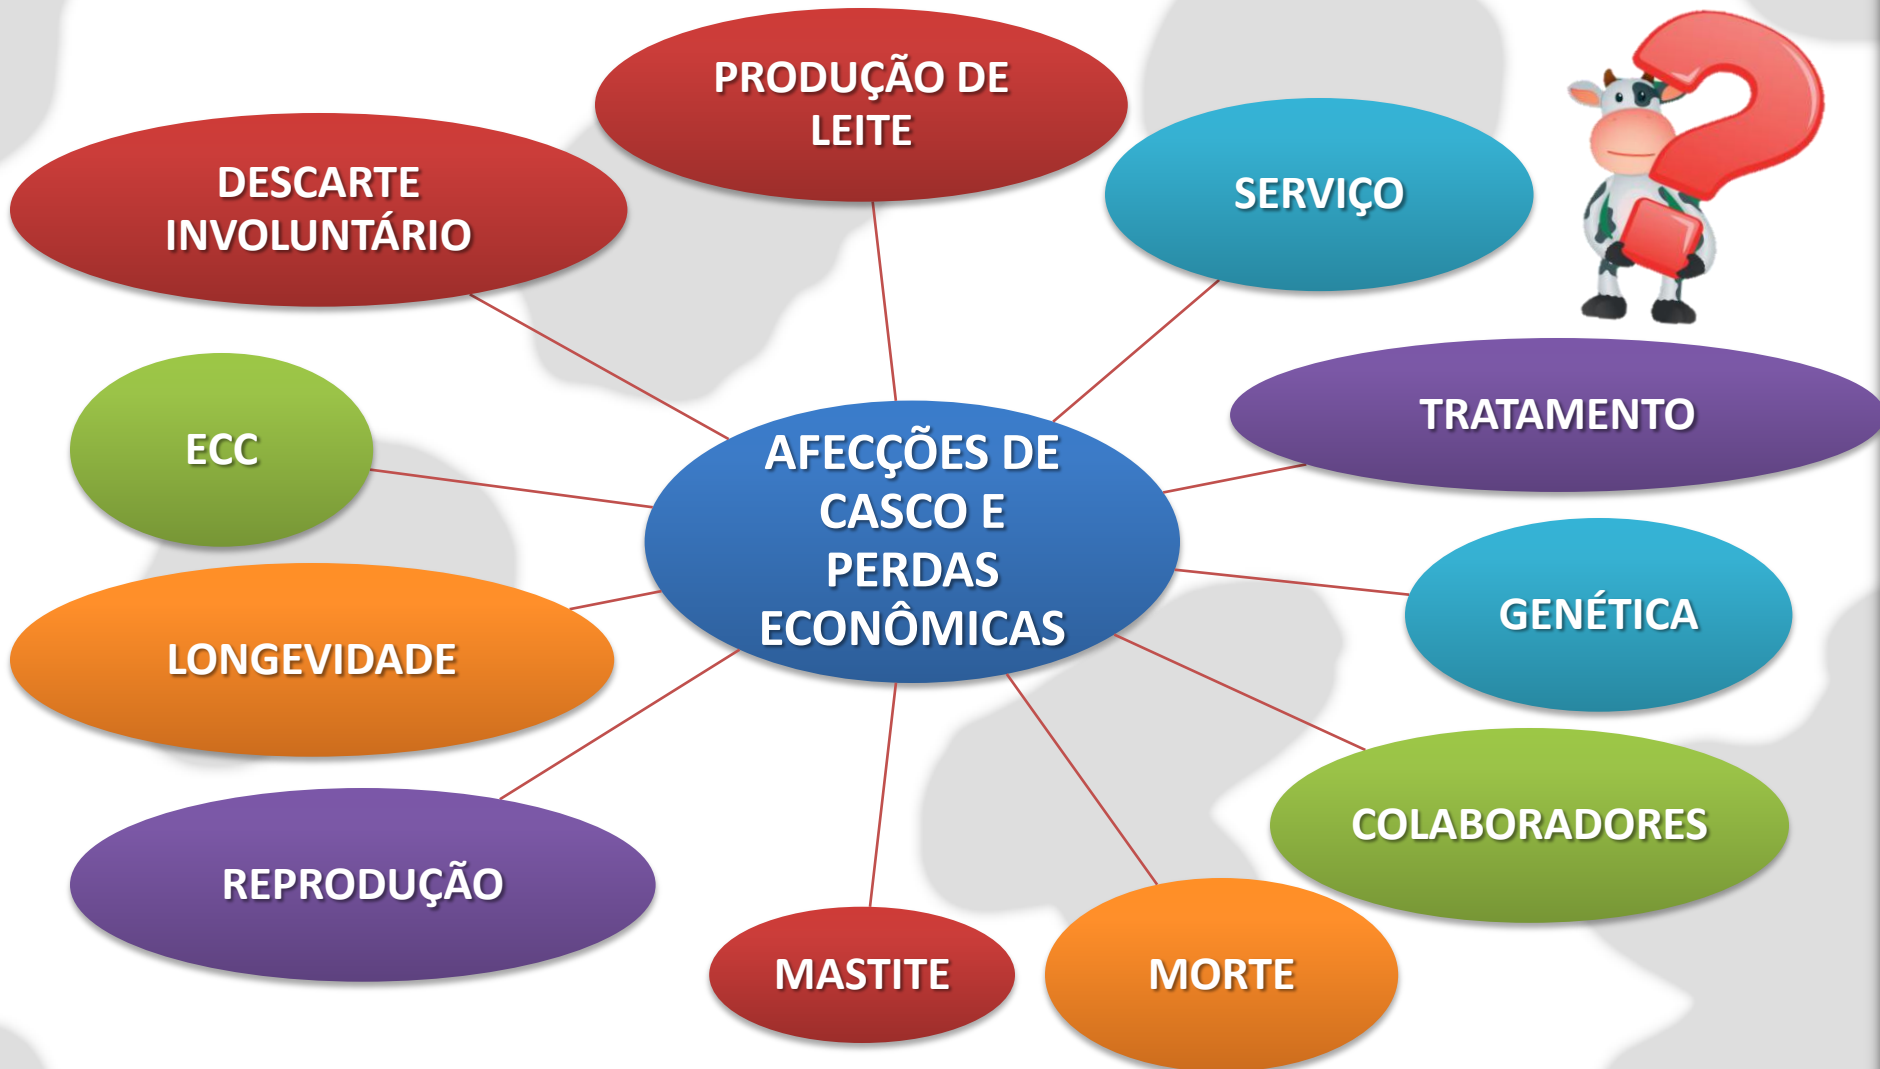 PRODUÇÃO DE
LEITE
DESCARTE
INVOLUNTÁRIO
SERVIÇO
TRATAMENTO
ECC
AFECÇÕES DE
CASCO E
PERDAS
ECONÔMICAS
GENÉTICA
LONGEVIDADE
COLABORADORES
REPRODUÇÃO
MASTITE
MORTE